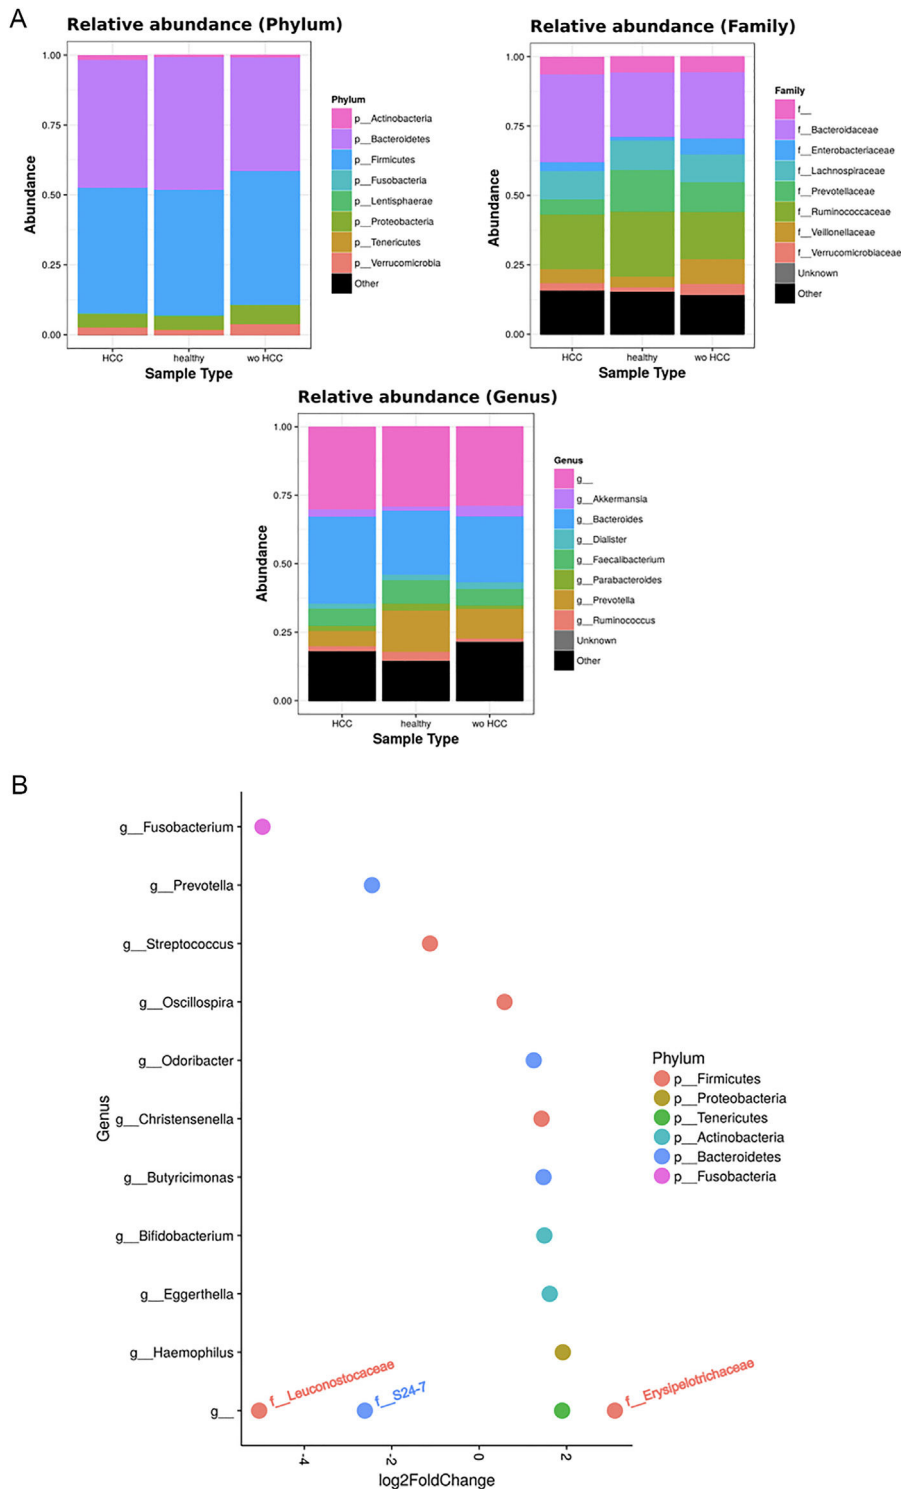 A
Relative abundance (Phylum)
1.00
0.75
0.50
0.25
0.00
Abundance
HCC
healthy
wo HCC
Sample Type
Phylum
p__Actinobacteria
p__Bacteroidetes
p__Firmicutes
p__Fusobacteria
p__Lentisphaerae
p__Proteobacteria
p__Tenericutes
p__Verrucomicrobia
Other
Relative abundance (Family)
1.00
0.75
0.50
0.25
0.00
Abundance
HCC
healthy
wo HCC
Sample Type
Family
f__
f__Bacteroidaceae
f__Enterobacteriaceae
f__Lachnospiraceae
f__Prevotellaceae
f__Ruminococcaceae
f__Veillonellaceae
f__Verrucomicrobiaceae
Unknown
Other
Relative abundance (Genus)
1.00
0.75
0.50
0.25
0.00
Abundance
HCC
healthy
wo HCC
Sample Type
Genus
g__
g__Akkermansia
g__Bacteroides
g__Dialister
g__Faecalibacterium
g__Parabacteroides
g__Prevotella
g__Ruminococcus
Unknown
Other
B
Genus
g__Fusobacterium
g__Prevotella
g__Streptococcus
g__Oscillospira
g__Odoribacter
g__Christensenella
g__Butyricimonas
g__Bifidobacterium
g__Eggerthella
g__Haemophilus
g__
f__Leuconostocaceae
f__S24-7
f__Erysipelotrichaceae
-4
-2
0
2
log2FoldChange
Phylum
p__Firmicutes
p__Proteobacteria
p__Tenericutes
p__Actinobacteria
p__Bacteroidetes
p__Fusobacteria